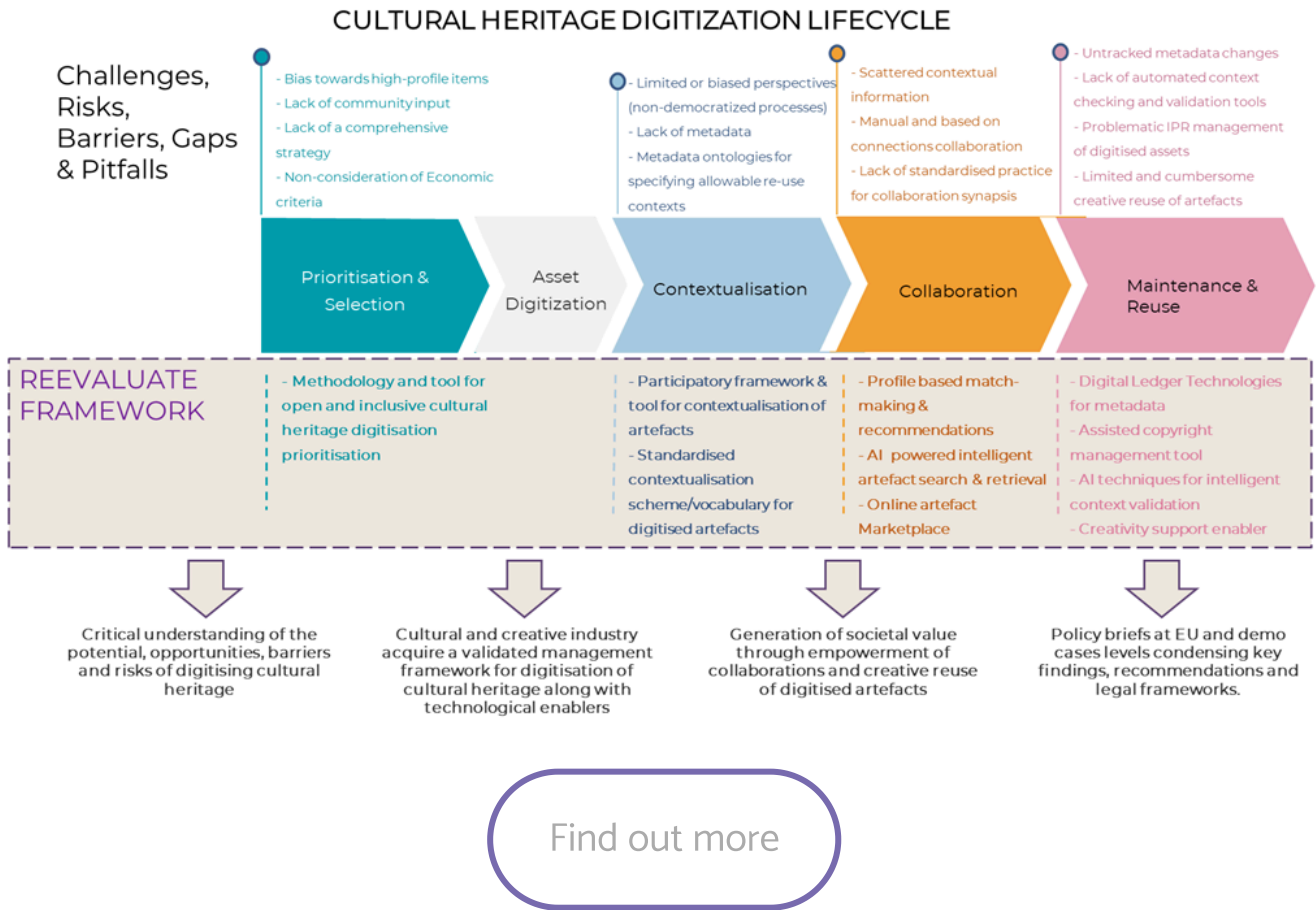 CULTURAL HERITAGE DIGITIZATION LIFECYCLE
Challenges,
Risks,
Barriers, Gaps
& Pitfalls
- Bias towards high-profile items
- Lack of community input
- Lack of a comprehensive
strategy
- Non-consideration of Economic
criteria
- Limited or biased perspectives
(non-democratized processes)
- Lack of metadata
- Metadata ontologies for
specifying allowable re-use
contexts
- Scattered contextual
information
- Manual and based on
connections collaboration
- Lack of standardised practice
for collaboration synapsis
- Untracked metadata changes
- Lack of automated context
checking and validation tools
- Problematic IPR management
of digitised assets
- Limited and cumbersome
creative reuse of artefacts
Prioritisation &
Selection
Asset
Digitization
Contextualisation
Collaboration
Maintenance &
Reuse
REEVALUATE
FRAMEWORK
- Methodology and tool for
open and inclusive cultural
heritage digitisation
prioritisation
- Participatory framework &
tool for contextualisation of
artefacts
- Standardised
contextualisation
scheme/vocabulary for
digitised artefacts
- Profile based match-
making &
recommendations
- AI powered intelligent
artefact search & retrieval
- Online artefact
Marketplace
- Digital Ledger Technologies
for metadata
- Assisted copyright
management tool
- AI techniques for intelligent
context validation
- Creativity support enabler
Critical understanding of the
potential, opportunities, barriers
and risks of digitising cultural
heritage
Cultural and creative industry
acquire a validated management
framework for digitisation of
cultural heritage along with
technological enablers
Generation of societal value
through empowerment of
collaborations and creative reuse
of digitised artefacts
Policy briefs at EU and demo
cases levels condensing key
findings, recommendations and
legal frameworks.
Find out more